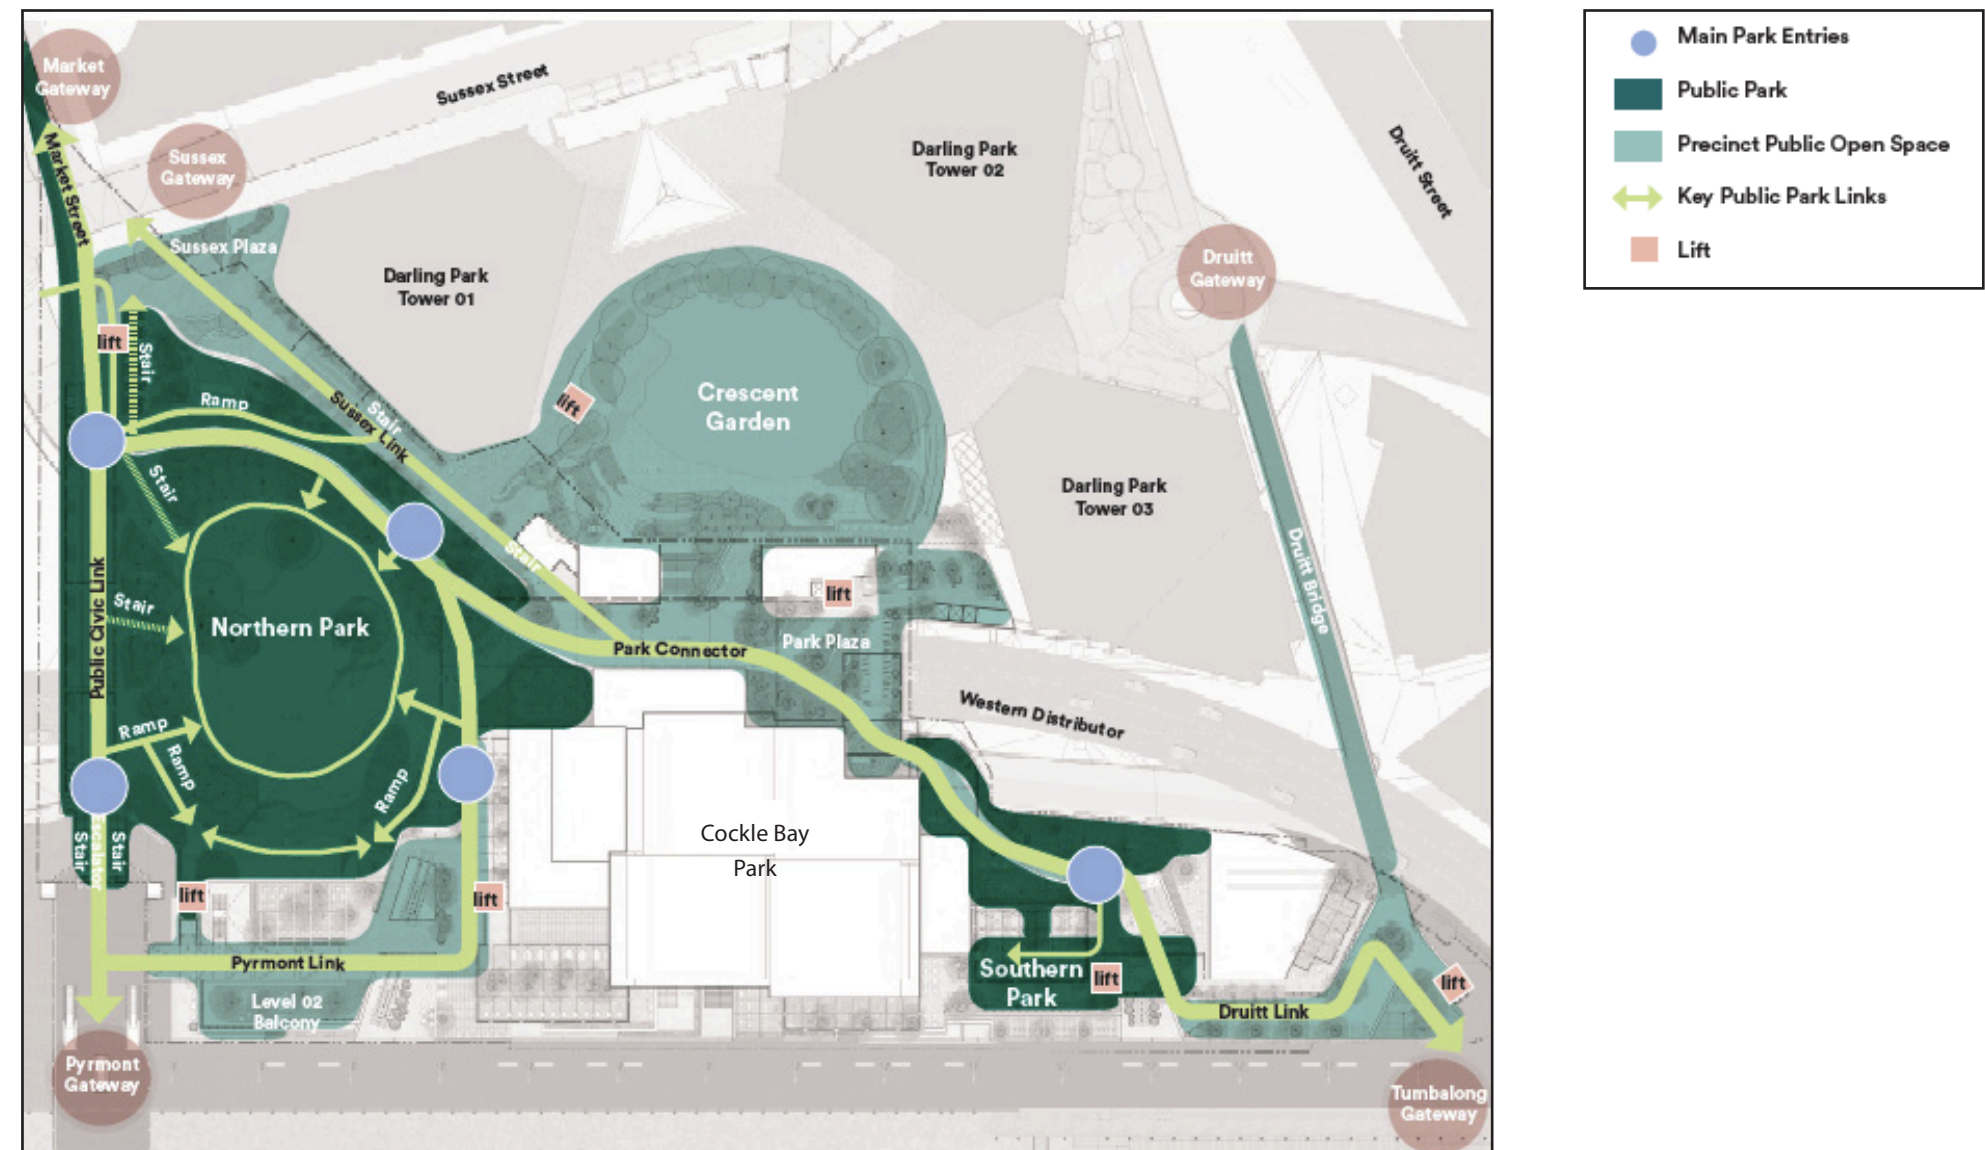 Market
Gateway
Sussex Street
Sussex
Gateway
Market Street
Sussex Plaza
Darling Park
Tower 01
Darling Park
Tower 02
Druitt Street
Druitt
Gateway
lift
Stair
Ramp
Stair
Sussex Link
lift
Crescent
Garden
Darling Park
Tower 03
Stair
Stair
Druitt Bridge
Public Civic Link
Stair
Northern Park
lift
Park Connector
Park Plaza
Western Distributor
Ramp
Ramp
Ramp
Stair
Escalator
Stair
Cockle Bay
Park
lift
lift
Pyrmont Link
Level 02
Balcony
Southern
Park
lift
Druitt Link
lift
Pyrmont
Gateway
Tumbalong
Gateway
Main Park Entries
Public Park
Precinct Public Open Space
Key Public Park Links
Lift